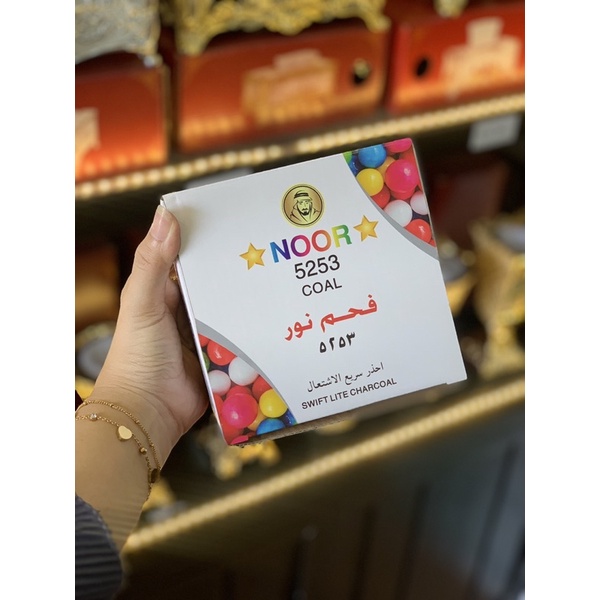 NOOR
5253
COAL
فحم نور
٥٢٥٣
احذر سريع الاشتعال
SWIFT LITE CHARCOAL